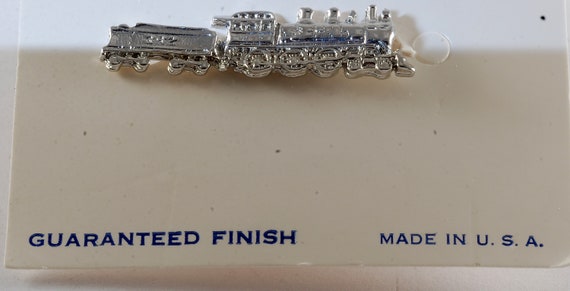 GUARANTEED FINISH
MADE IN U. S. A.